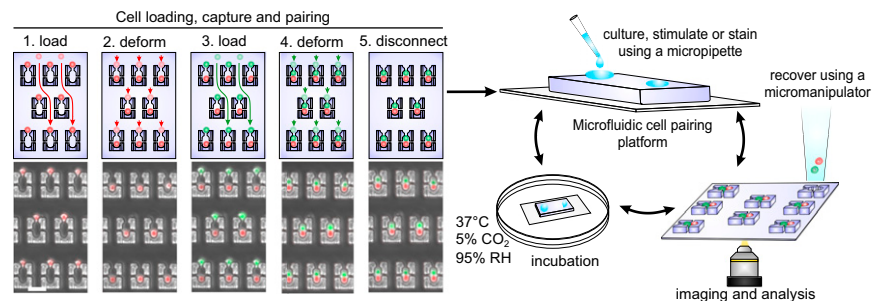 Cell loading, capture and pairing
1. load
2. deform
3. load
4. deform
5. disconnect
culture, stimulate or stain
using a micropipette
recover using a
micromanipulator
Microfluidic cell pairing
platform
37°C
5% CO₂
95% RH
incubation
imaging and analysis